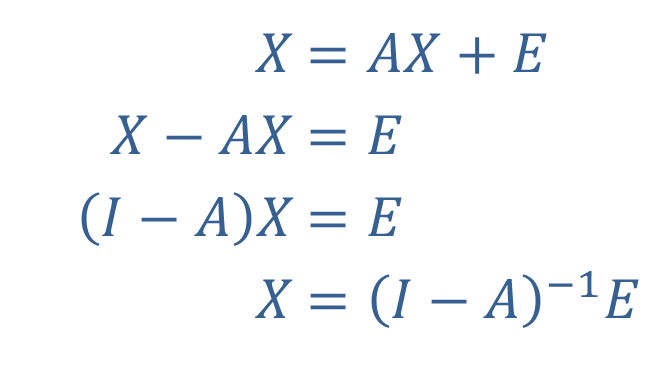 X = AX + E
X − AX = E
(I − A)X = E
X = (I − A)⁻¹E